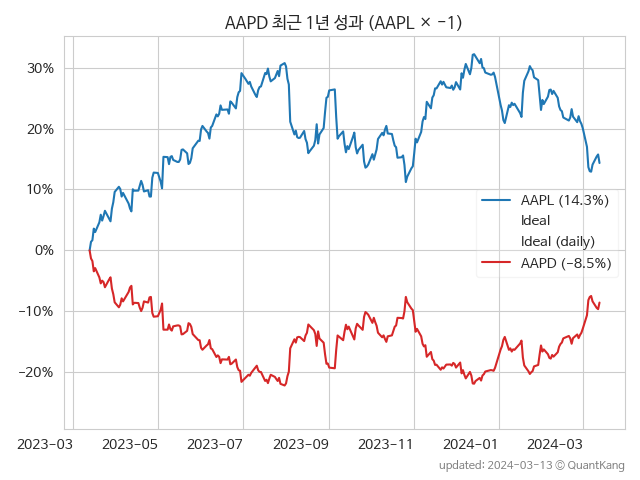 AAPD 최근 1년 성과 (AAPL × −1)
30%
20%
10%
0%
−10%
−20%
AAPL (14.3%)
Ideal
Ideal (daily)
AAPD (−8.5%)
2023−03
2023−05
2023−07
2023−09
2023−11
2024−01
2024−03
updated: 2024−03−13 © QuantKang